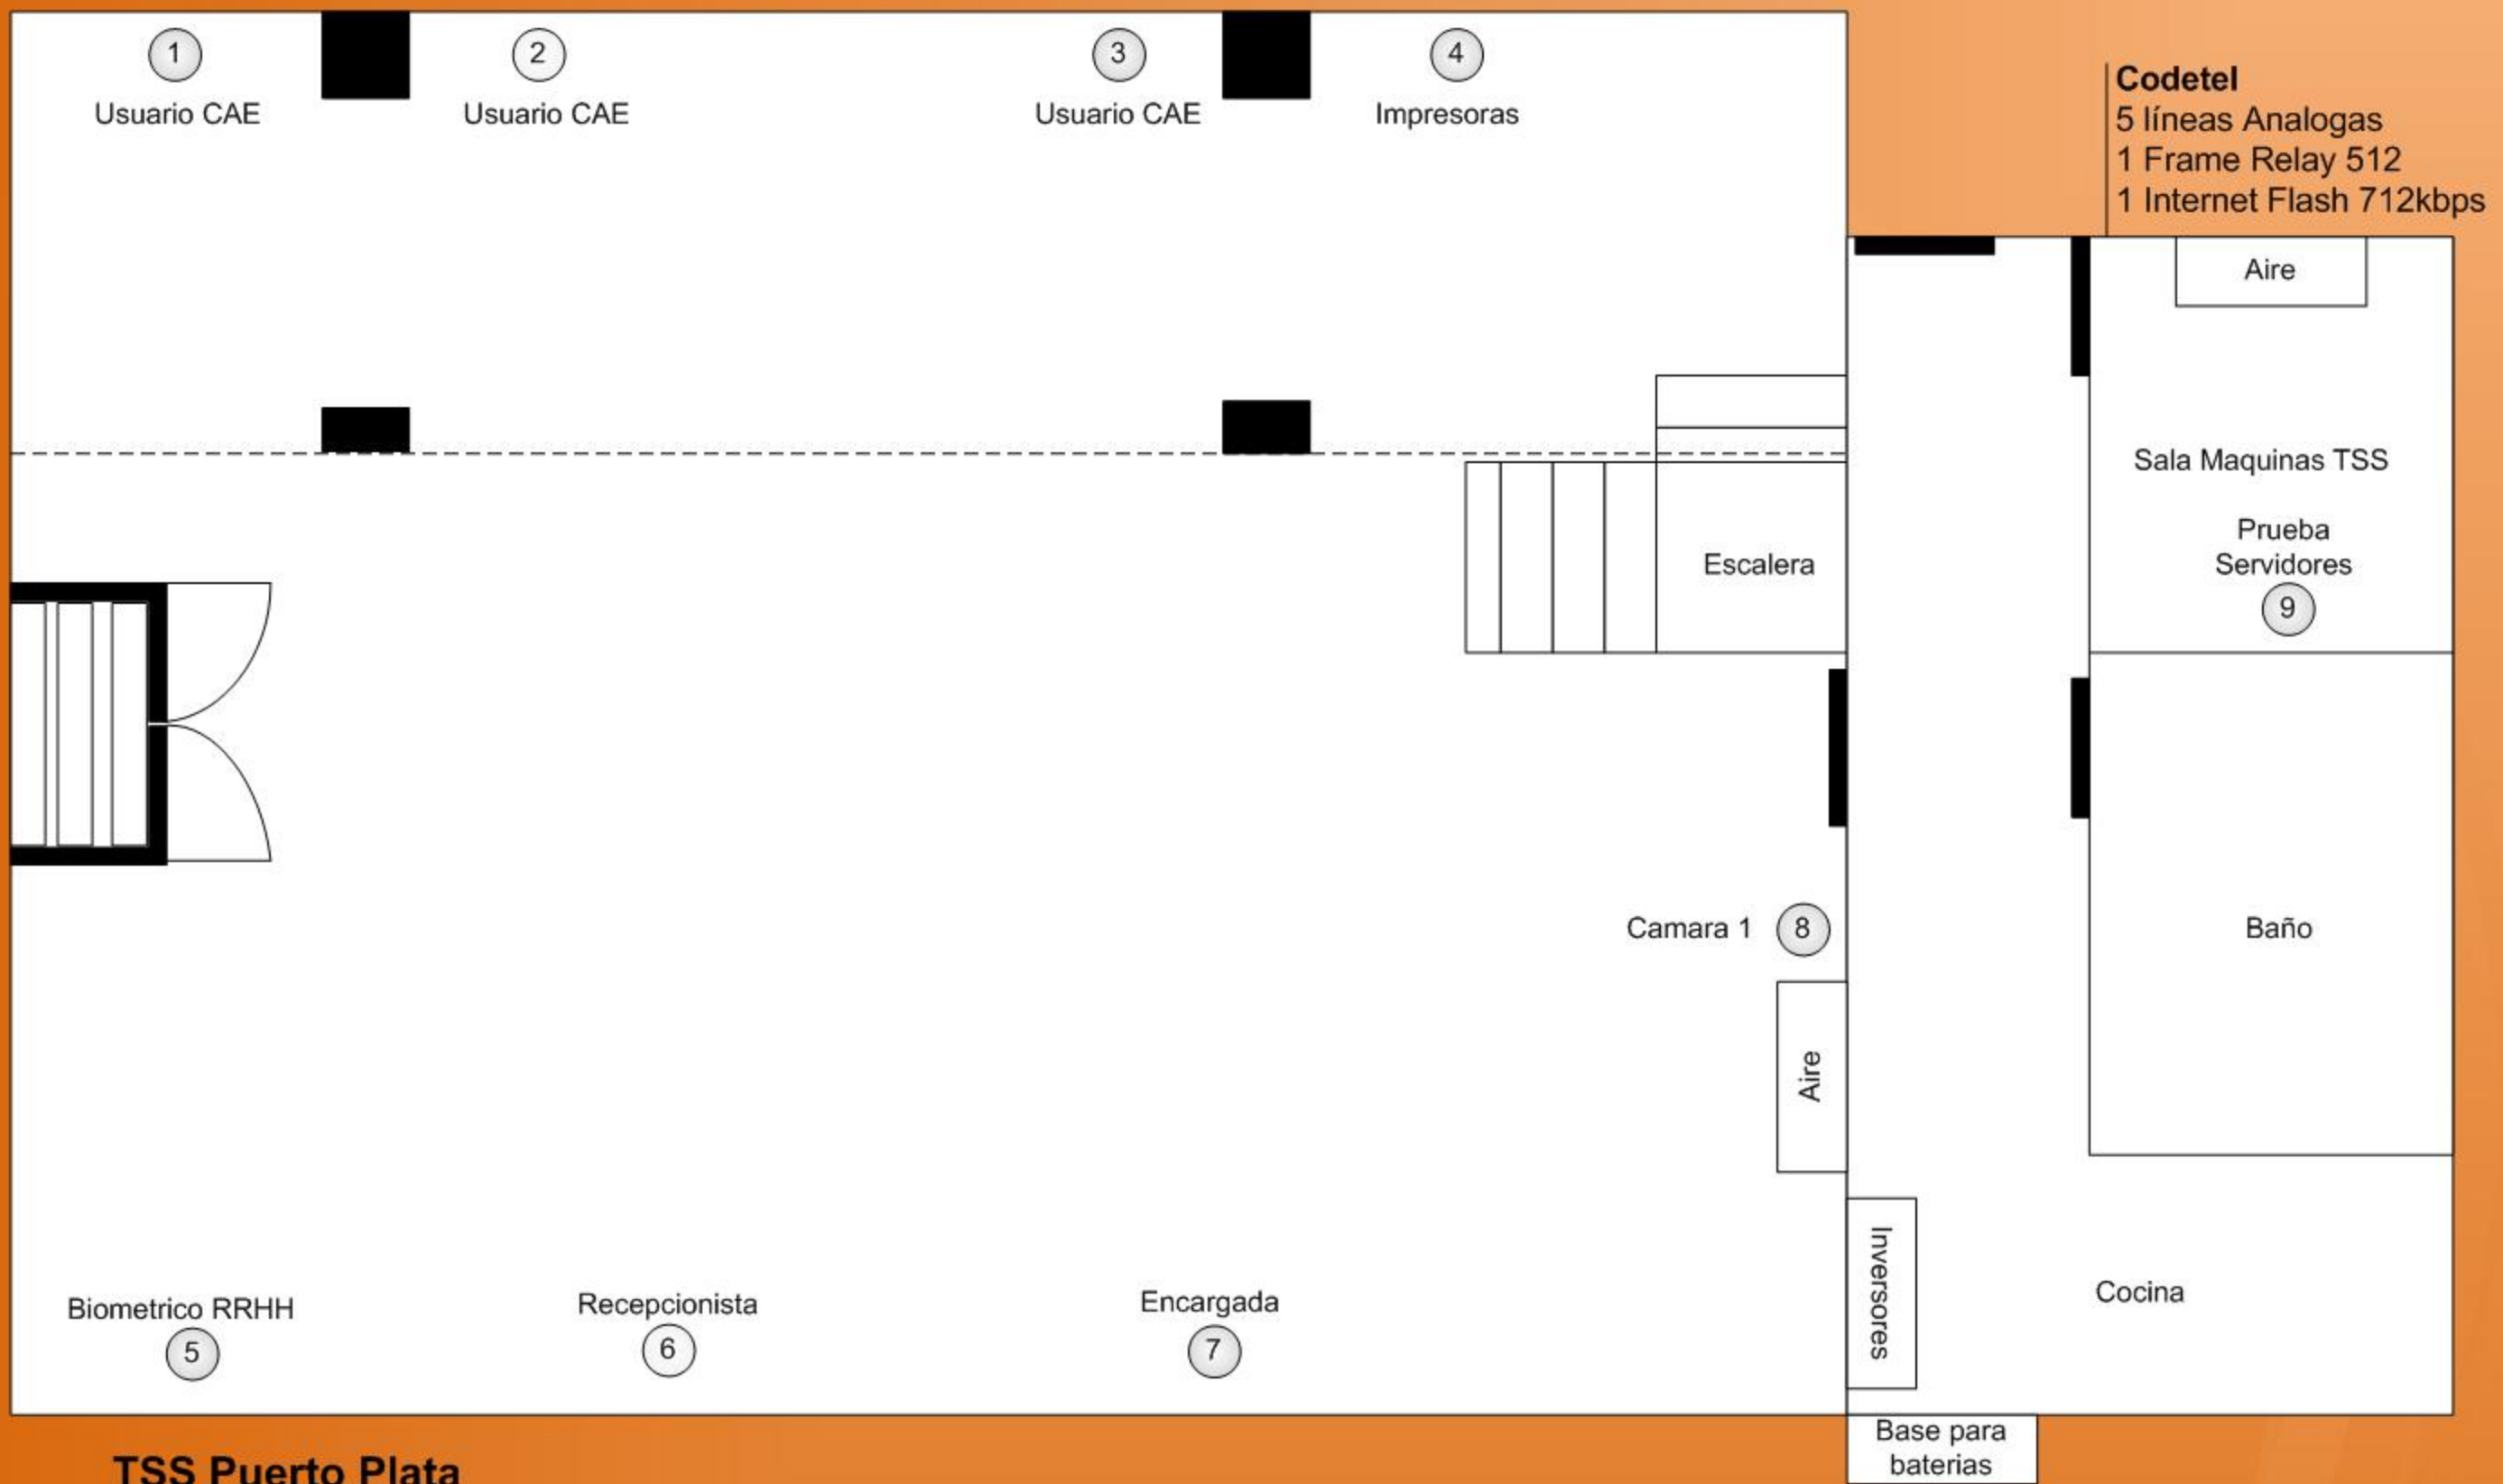 1
Usuario CAE
2
Usuario CAE
3
Usuario CAE
4
Impresoras
Codetel
5 líneas Analogas
1 Frame Relay 512
1 Internet Flash 712kbps
Aire
Sala Maquinas TSS
Prueba
Servidores
9
Escalera
Camara 1
8
Baño
Aire
Inversores
Cocina
Biometrico RRHH
5
Recepcionista
6
Encargada
7
Base para
baterias
TSS Puerto Plata